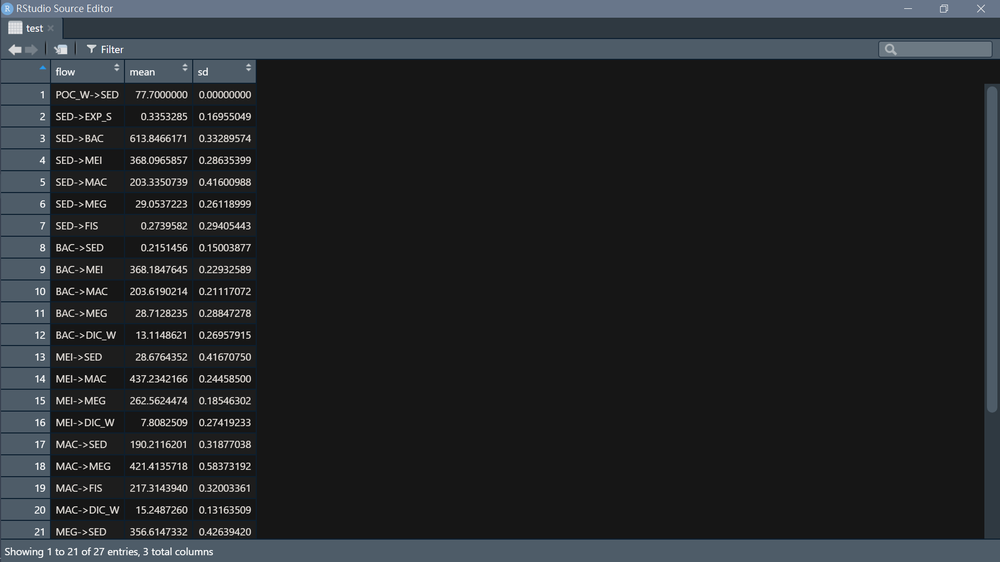 R RStudio Source Editor
test
Filter
flow mean sd
1 POC_W->SED 77.7000000 0.00000000
2 SED->EXP_S 0.3353285 0.16955049
3 SED->BAC 613.8466171 0.33289574
4 SED->MEI 368.0965857 0.28635399
5 SED->MAC 203.3350739 0.41600988
6 SED->MEG 29.0537223 0.26118999
7 SED->FIS 0.2739582 0.29405443
8 BAC->SED 0.2151456 0.15003877
9 BAC->MEI 368.1847645 0.22932589
10 BAC->MAC 203.6190214 0.21117072
11 BAC->MEG 28.7128235 0.28847278
12 BAC->DIC_W 13.1148621 0.26957915
13 MEI->SED 28.6764352 0.41670750
14 MEI->MAC 437.2342166 0.24458500
15 MEI->MEG 262.5624474 0.18546302
16 MEI->DIC_W 7.8082509 0.27419233
17 MAC->SED 190.2116201 0.31877038
18 MAC->MEG 421.4135718 0.58373192
19 MAC->FIS 217.3143940 0.32003361
20 MAC->DIC_W 15.2487260 0.13163509
21 MEG->SED 356.6147332 0.42639420
Showing 1 to 21 of 27 entries, 3 total columns